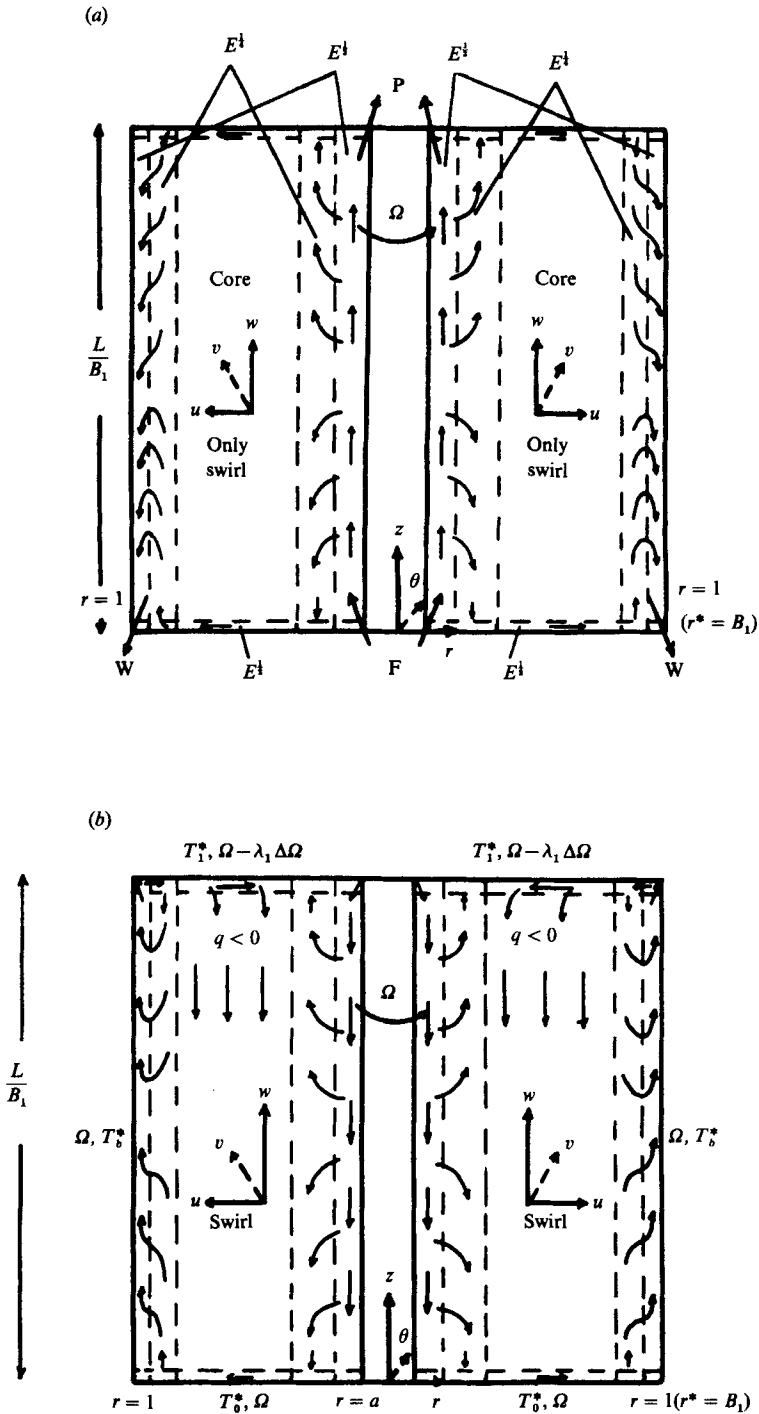 (a)
E^{1/4} E^{1/3} E^{1/3} E^{1/4}
P
Ω
Core Core
w w
v v
u u
Only swirl Only swirl
L/B₁
z
θ
r = 1 r = 1
(r* = B₁)
W F r W
E^{1/2} E^{1/2}
(b)
T₁*, Ω − λ₁ ΔΩ T₁*, Ω − λ₁ ΔΩ
q < 0 q < 0
Ω
L/B₁
w w
Ω, T_b* Ω, T_b*
v v
u u
Swirl Swirl
z
θ
r = 1 T₀*, Ω r = a r T₀*, Ω r = 1(r* = B₁)